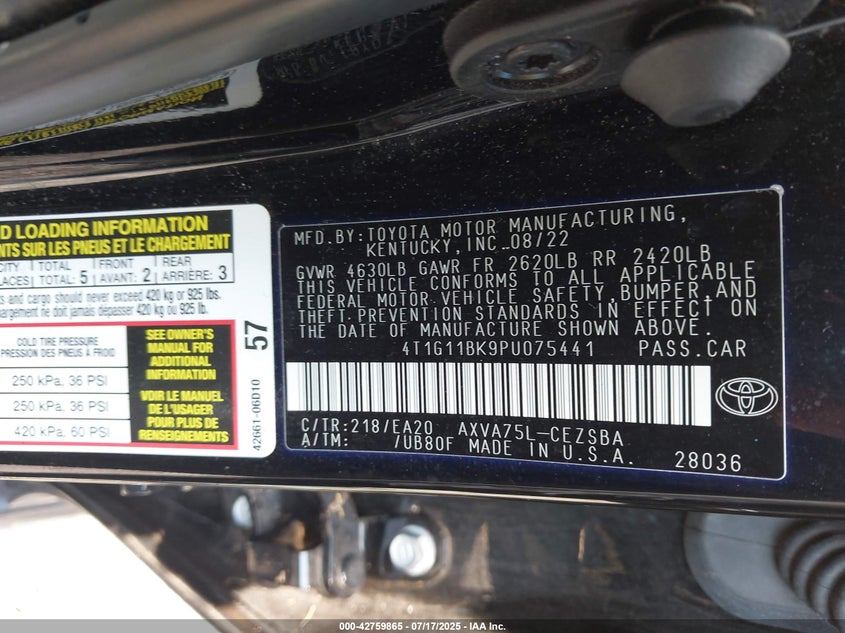 D LOADING INFORMATION
ENTS SUR LES PNEUS ET LE CHARGEMENT
CITY TOTAL FRONT REAR
PLACES TOTAL: 5 AVANT: 2 ARRIÈRE: 3
ts and cargo should never exceed 420 kg or 925 lbs.
argement ne doit jamais dépasser 420 kg ou 925 lb.
COLD TIRE PRESSURE
PRESSION DES PNEUS À FROID
250 kPa, 36 PSI
250 kPa, 36 PSI
420 kPa, 60 PSI
SEE OWNER'S
MANUAL FOR
ADDITIONAL
INFORMATION
VOIR LE MANUEL
DE L'USAGER
POUR PLUS DE
RENSEIGNEMENTS
57
42661-06D10
MFD.BY:TOYOTA MOTOR MANUFACTURING,
KENTUCKY,INC.08/22
GVWR 4630LB GAWR FR 2620LB RR 2420LB
THIS VEHICLE CONFORMS TO ALL APPLICABLE
FEDERAL MOTOR VEHICLE SAFETY,BUMPER,AND
THEFT PREVENTION STANDARDS IN EFFECT ON
THE DATE OF MANUFACTURE SHOWN ABOVE.
4T1G11BK9PU075441 PASS.CAR
C/TR:218/EA20 AXVA75L-CEZSBA
A/TM: /UB80F MADE IN U.S.A. 28036
000-42759865 - 07/17/2025 - IAA, Inc.